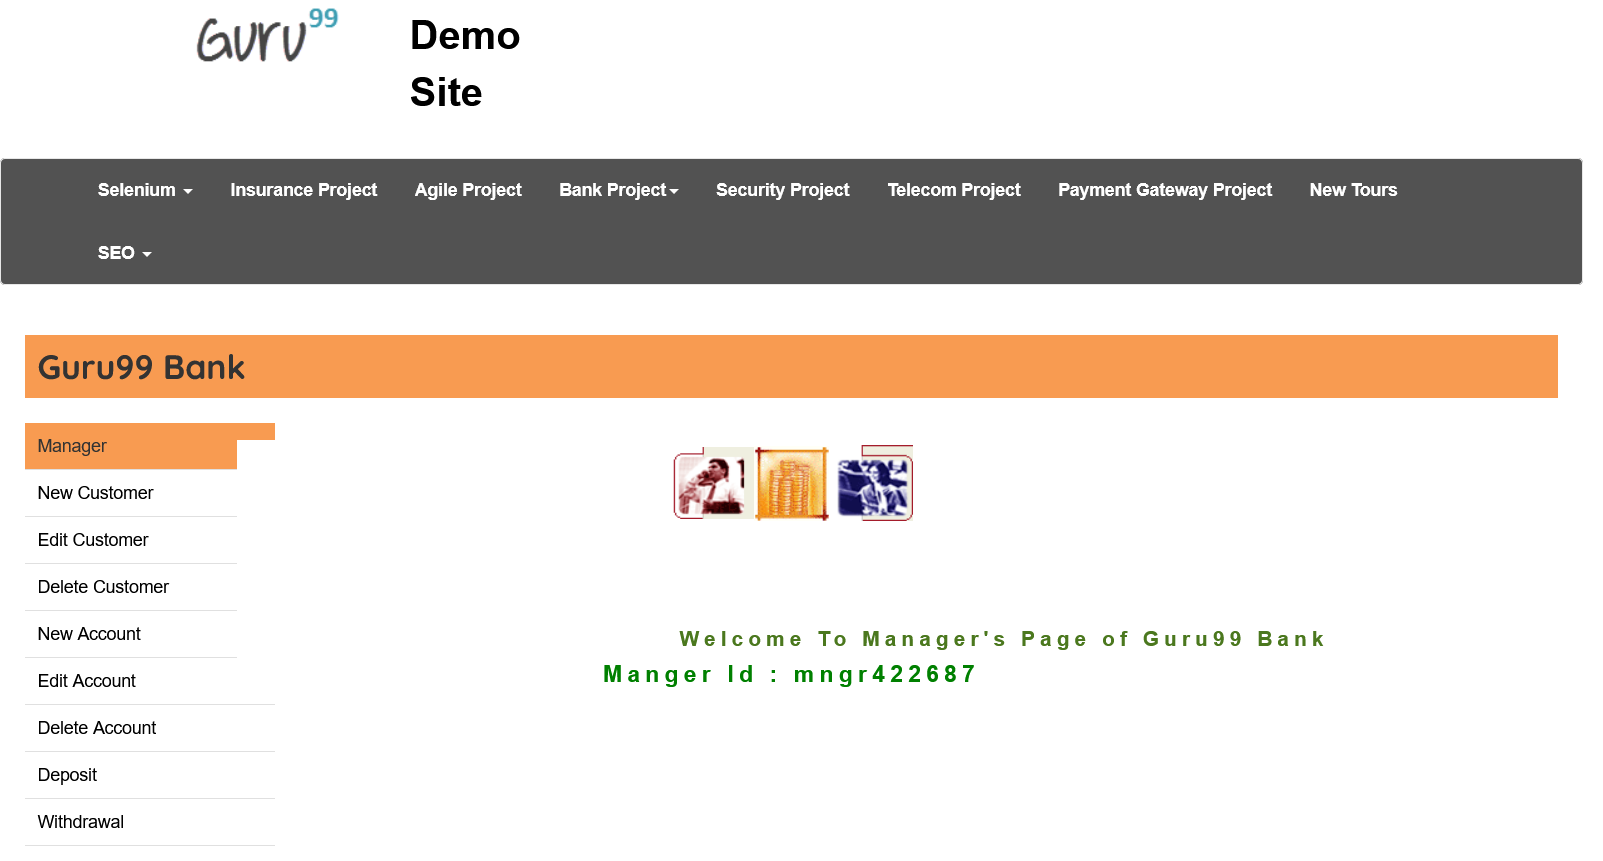 Guru99
Demo
Site
Selenium Insurance Project Agile Project Bank Project Security Project Telecom Project Payment Gateway Project New Tours
SEO
Guru99 Bank
Manager
New Customer
Edit Customer
Delete Customer
New Account
Edit Account
Delete Account
Deposit
Withdrawal
Welcome To Manager's Page of Guru99 Bank
Manger Id : mngr422687